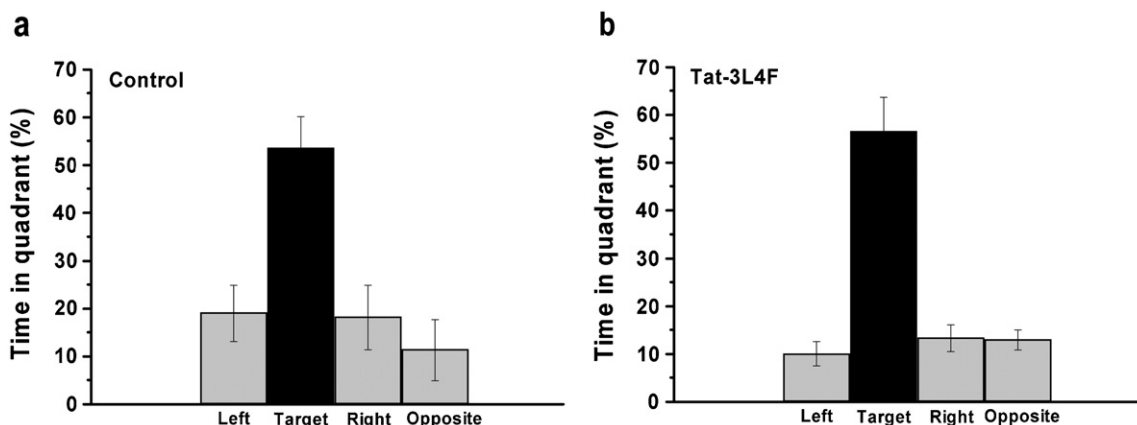 a
Control
Time in quadrant (%)
70
60
50
40
30
20
10
0
Left Target Right Opposite
b
Tat-3L4F
Time in quadrant (%)
70
60
50
40
30
20
10
0
Left Target Right Opposite